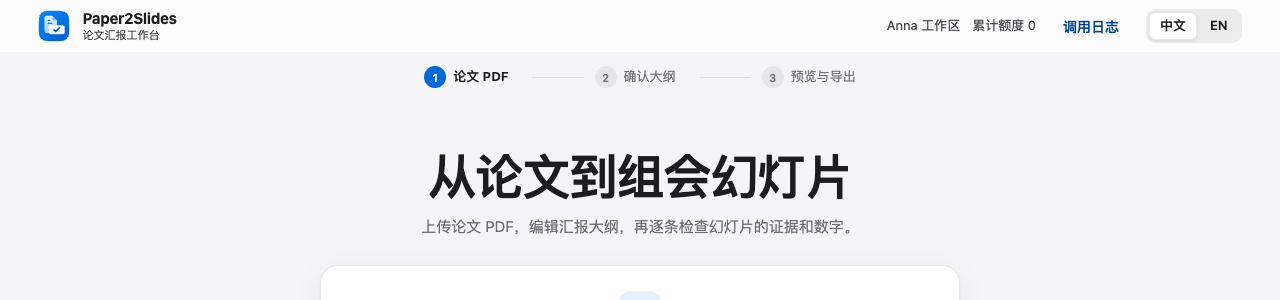 Paper2Slides
论文汇报工作台
Anna 工作区 累计额度 0 调用日志 中文 EN
1 论文 PDF 2 确认大纲 3 预览与导出
从论文到组会幻灯片
上传论文 PDF，编辑汇报大纲，再逐条检查幻灯片的证据和数字。